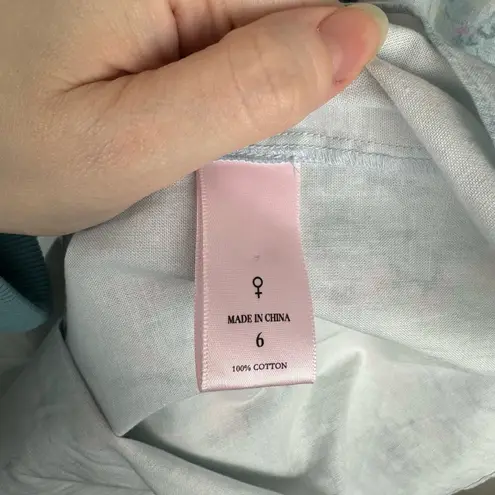 ♀
MADE IN CHINA
6
100% COTTON